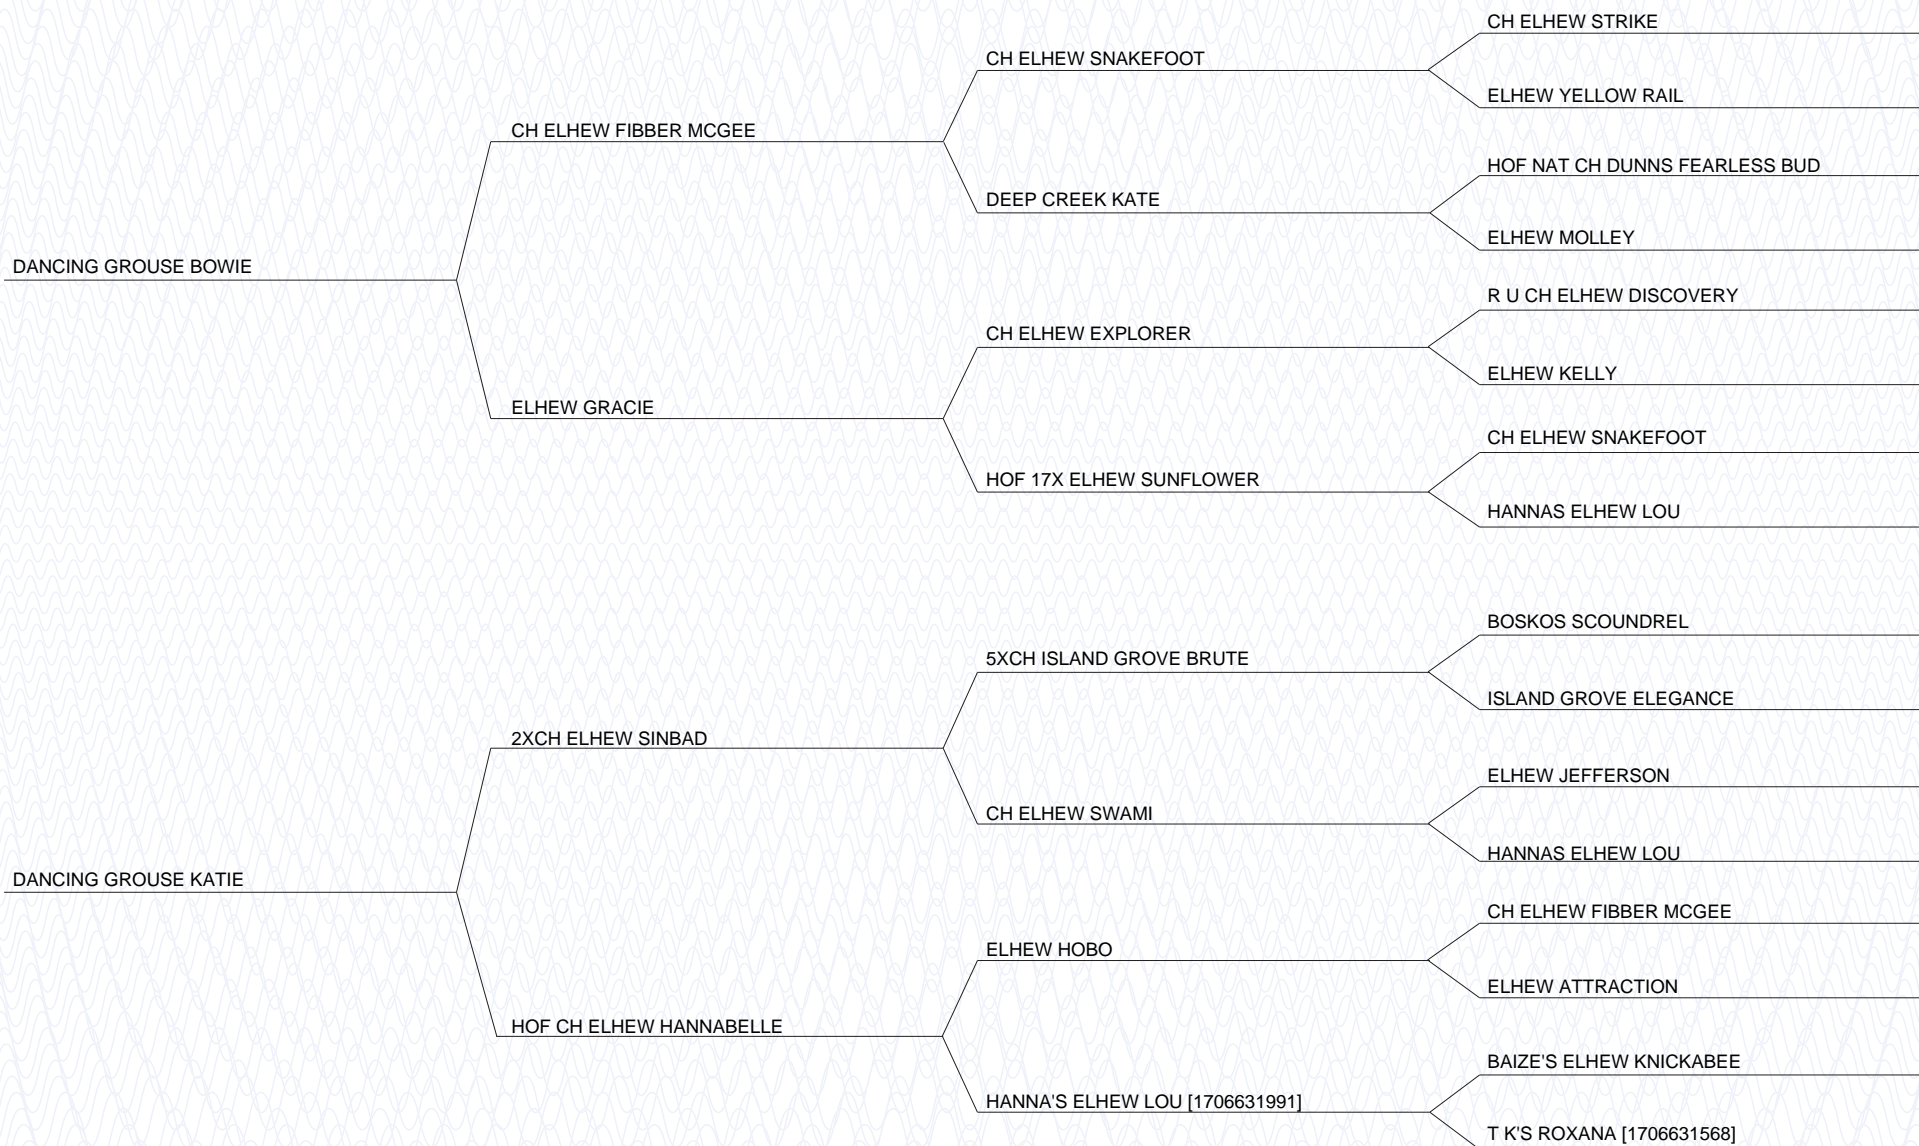 CH ELHEW STRIKE
CH ELHEW SNAKEFOOT
ELHEW YELLOW RAIL
CH ELHEW FIBBER MCGEE
HOF NAT CH DUNNS FEARLESS BUD
DEEP CREEK KATE
ELHEW MOLLEY
DANCING GROUSE BOWIE
R U CH ELHEW DISCOVERY
CH ELHEW EXPLORER
ELHEW KELLY
ELHEW GRACIE
CH ELHEW SNAKEFOOT
HOF 17X ELHEW SUNFLOWER
HANNAS ELHEW LOU
BOSKOS SCOUNDREL
5XCH ISLAND GROVE BRUTE
ISLAND GROVE ELEGANCE
2XCH ELHEW SINBAD
ELHEW JEFFERSON
CH ELHEW SWAMI
HANNAS ELHEW LOU
DANCING GROUSE KATIE
CH ELHEW FIBBER MCGEE
ELHEW HOBO
ELHEW ATTRACTION
HOF CH ELHEW HANNABELLE
BAIZE'S ELHEW KNICKABEE
HANNA'S ELHEW LOU [1706631991]
T K'S ROXANA [1706631568]